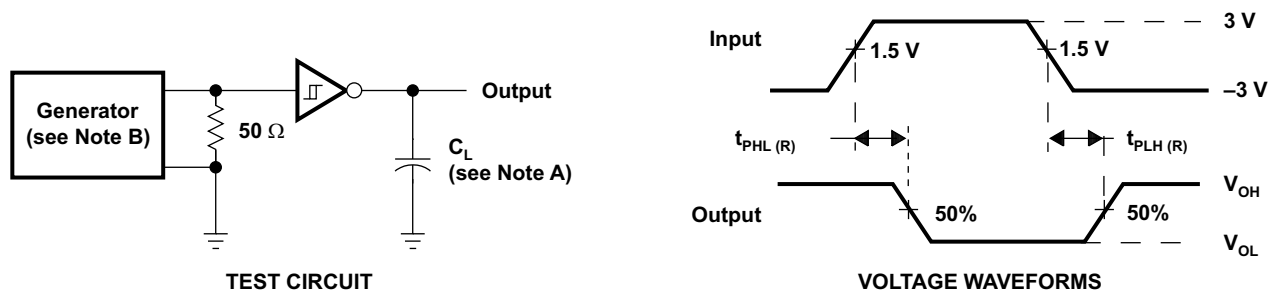 Generator
(see Note B)
50 Ω
Output
C_L
(see Note A)
TEST CIRCUIT
Input
1.5 V
1.5 V
3 V
–3 V
t_PHL (R)
t_PLH (R)
Output
50%
50%
V_OH
V_OL
VOLTAGE WAVEFORMS